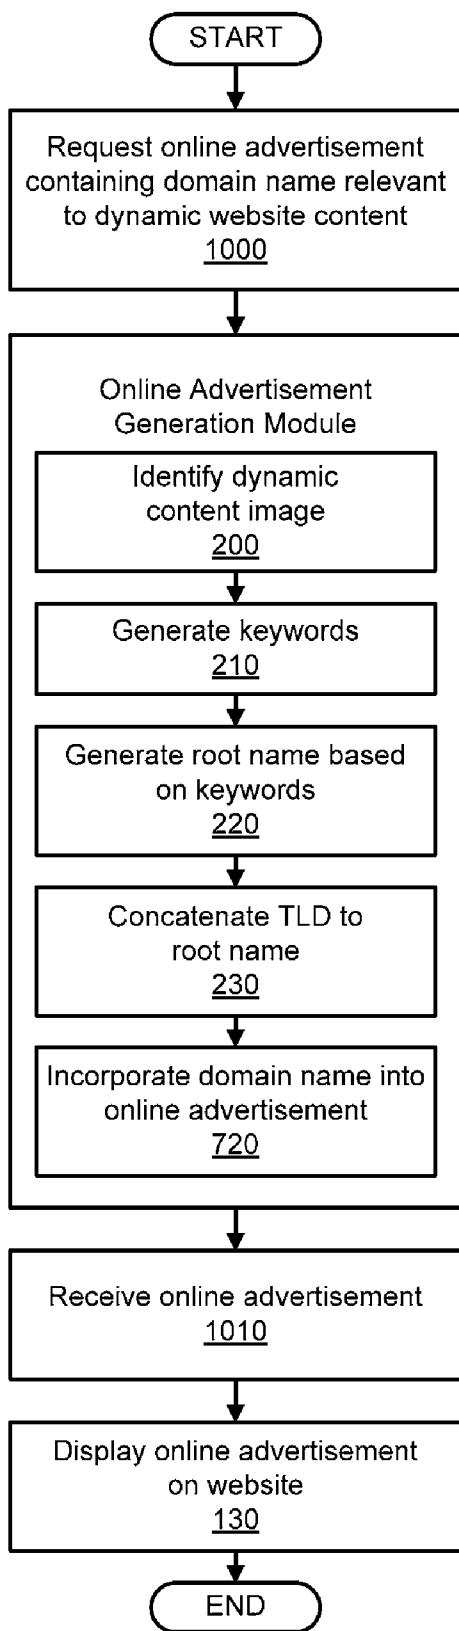 START
Request online advertisement
containing domain name relevant
to dynamic website content
1000
Online Advertisement
Generation Module
Identify dynamic
content image
200
Generate keywords
210
Generate root name based
on keywords
220
Concatenate TLD to
root name
230
Incorporate domain name into
online advertisement
720
Receive online advertisement
1010
Display online advertisement
on website
130
END